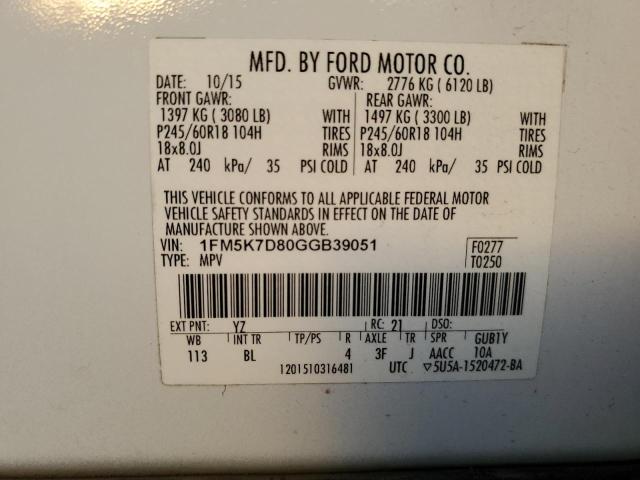 MFD. BY FORD MOTOR CO.
DATE: 10/15 GVWR: 2776 KG ( 6120 LB)
FRONT GAWR: REAR GAWR:
1397 KG ( 3080 LB) WITH 1497 KG ( 3300 LB) WITH
P245/60R18 104H TIRES P245/60R18 104H TIRES
18x8.0J RIMS 18x8.0J RIMS
AT 240 kPa/ 35 PSI COLD AT 240 kPa/ 35 PSI COLD
THIS VEHICLE CONFORMS TO ALL APPLICABLE FEDERAL MOTOR
VEHICLE SAFETY STANDARDS IN EFFECT ON THE DATE OF
MANUFACTURE SHOWN ABOVE.
VIN: 1FM5K7D80GGB39051 F0277
TYPE: MPV T0250
EXT PNT: YZ RC: 21 DSO:
WB INT TR TP/PS R AXLE TR SPR GUB1Y
113 BL 4 3F J AACC 10A
1201510316481 UTC ▽5U5A-1520472-BA